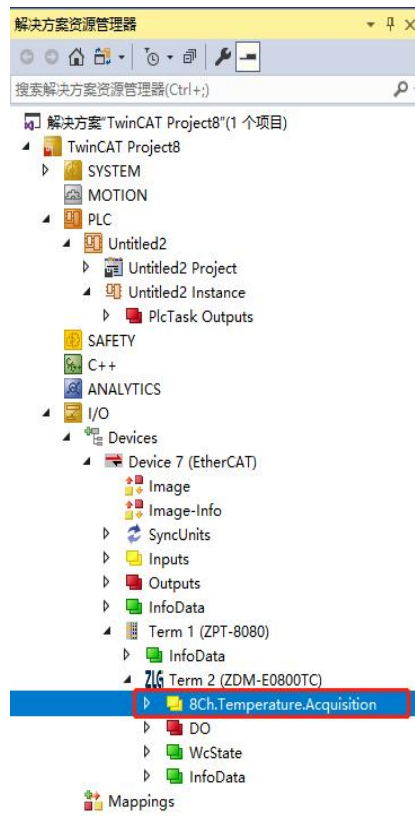 解决方案资源管理器
搜索解决方案资源管理器(Ctrl+;)
解决方案"TwinCAT Project8"(1 个项目)
TwinCAT Project8
SYSTEM
MOTION
PLC
Untitled2
Untitled2 Project
Untitled2 Instance
PlcTask Outputs
SAFETY
C++
ANALYTICS
I/O
Devices
Device 7 (EtherCAT)
Image
Image-Info
SyncUnits
Inputs
Outputs
InfoData
Term 1 (ZPT-8080)
InfoData
ZLG Term 2 (ZDM-E0800TC)
8Ch.Temperature.Acquisition
DO
WcState
InfoData
Mappings